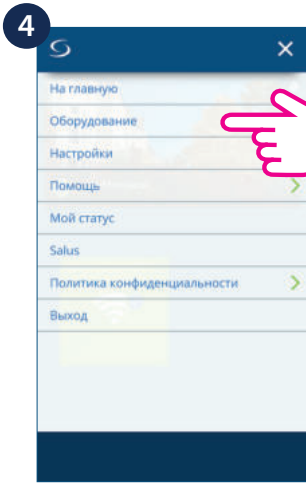 4
На главную
Оборудование
Настройки
Помощь
Мой статус
Salus
Политика конфиденциальности
Выход